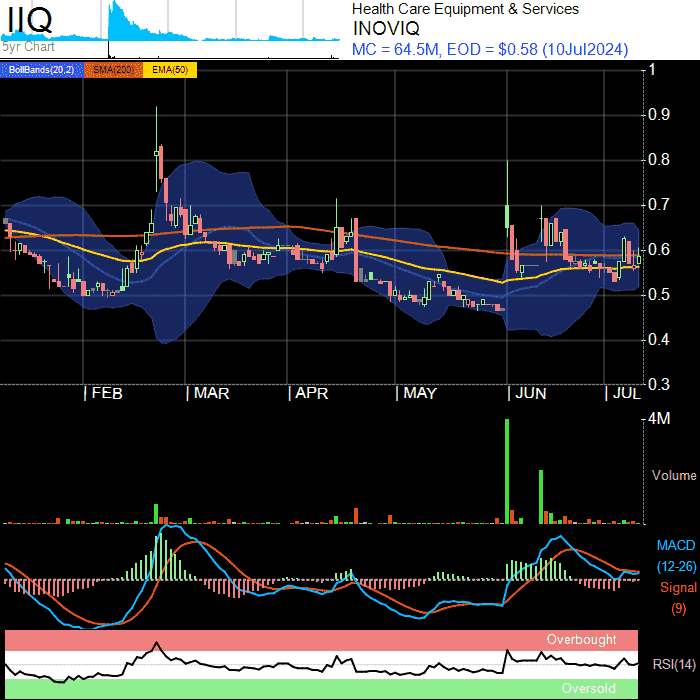 IIQ
5yr Chart
Health Care Equipment & Services
INOVIQ
MC = 64.5M, EOD = $0.58 (10Jul2024)
BollBands(20,2) SMA(200) EMA(50)
1
0.9
0.8
0.7
0.6
0.5
0.4
0.3
FEB MAR APR MAY JUN JUL
4M
Volume
MACD
(12-26)
Signal
(9)
Overbought
RSI(14)
Oversold